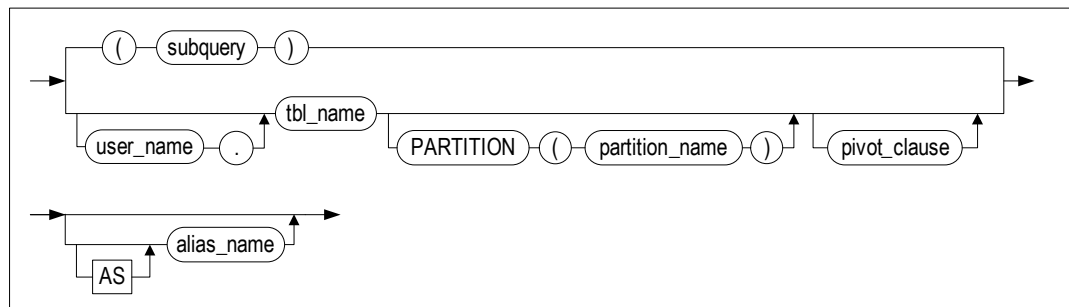 ( subquery )
tbl_name
user_name . PARTITION ( partition_name ) pivot_clause
alias_name
AS